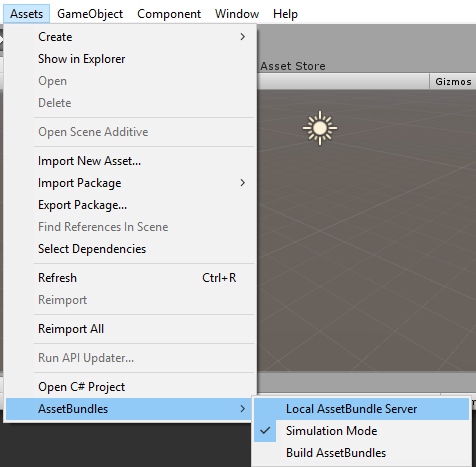 Assets GameObject Component Window Help
Create
Show in Explorer
Asset Store
Open
Gizmos
Delete
Open Scene Additive
Import New Asset...
Import Package
Export Package...
Find References In Scene
Select Dependencies
Refresh Ctrl+R
Reimport
Reimport All
Run API Updater...
Open C# Project
AssetBundles
Local AssetBundle Server
Simulation Mode
Build AssetBundles